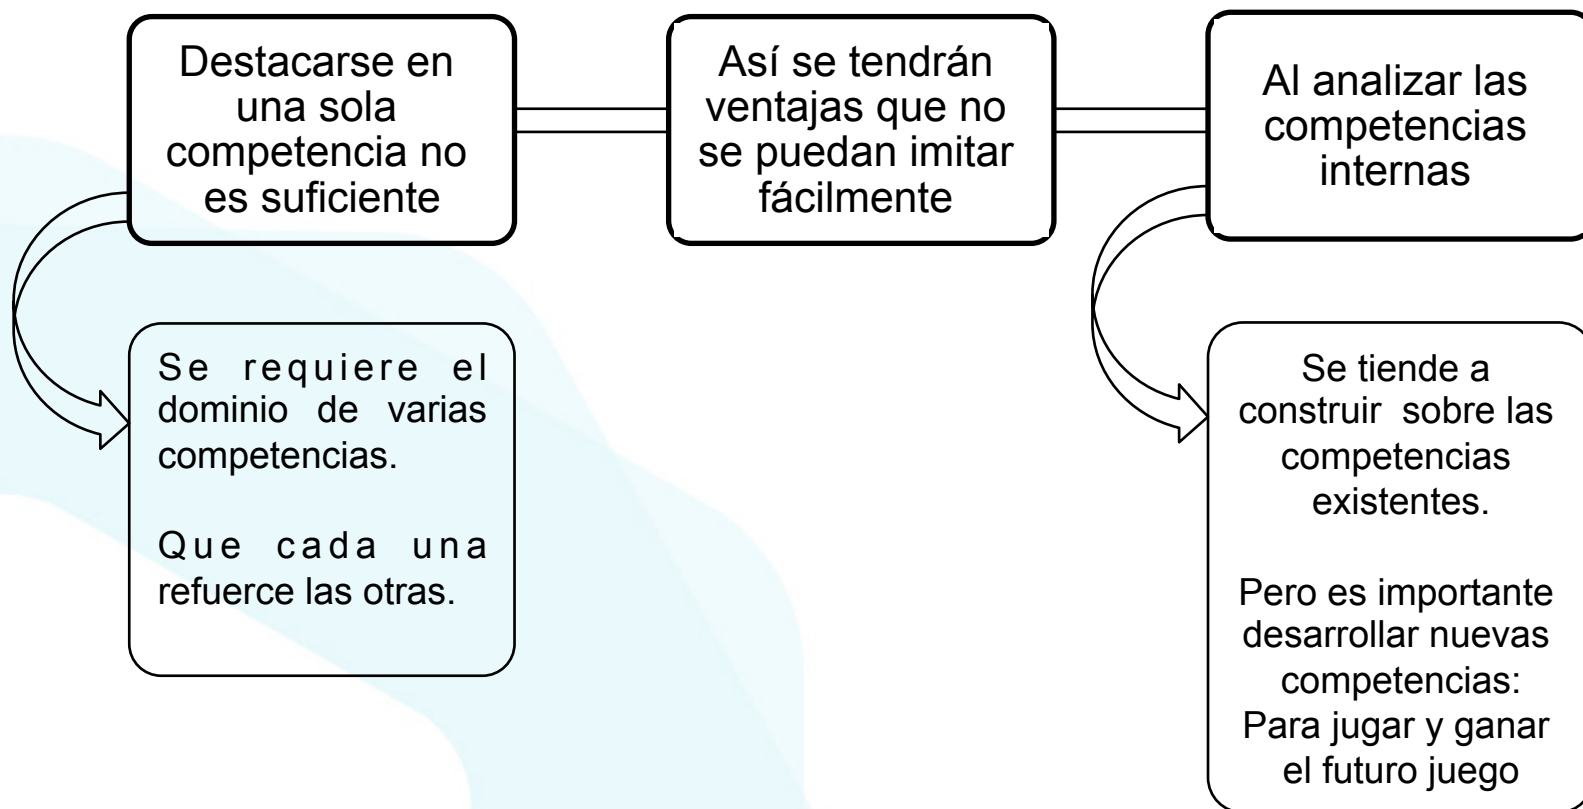 Destacarse en
una sola
competencia no
es suficiente
Así se tendrán
ventajas que no
se puedan imitar
fácilmente
Al analizar las
competencias
internas
Se requiere el
dominio de varias
competencias.
Que cada una
refuerce las otras.
Se tiende a
construir sobre las
competencias
existentes.
Pero es importante
desarrollar nuevas
competencias:
Para jugar y ganar
el futuro juego